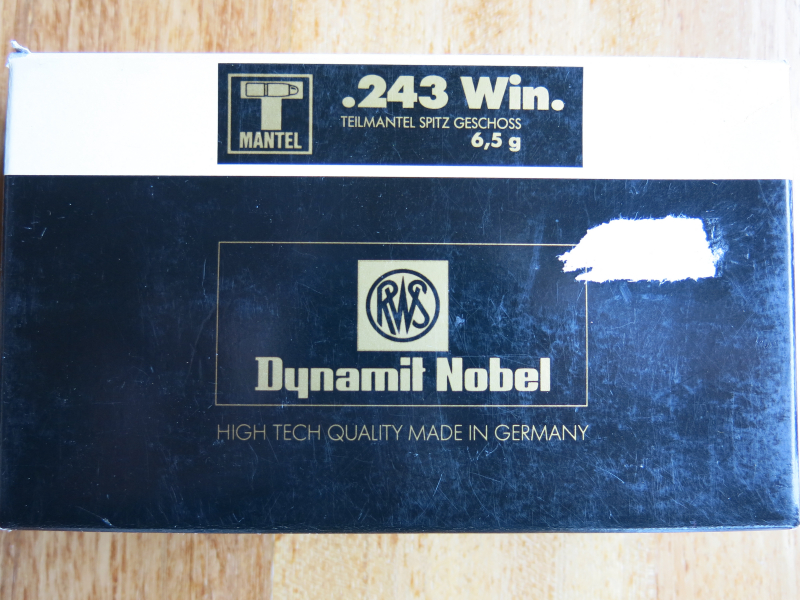 .243 Win.
TEILMANTEL SPITZ GESCHOSS
6,5 g
T
MANTEL
RWS
Dynamit Nobel
HIGH TECH QUALITY MADE IN GERMANY